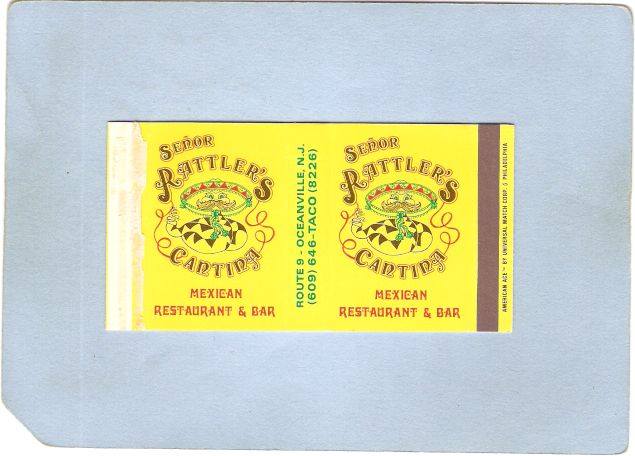 SEÑOR
RATTLER'S
CANTINA
MEXICAN
RESTAURANT & BAR
ROUTE 9 - OCEANVILLE, N.J.
(609) 646-TACO (8226)
SEÑOR
RATTLER'S
CANTINA
MEXICAN
RESTAURANT & BAR
AMERICAN ACE™ BY UNIVERSAL MATCH CORP. PHILADELPHIA